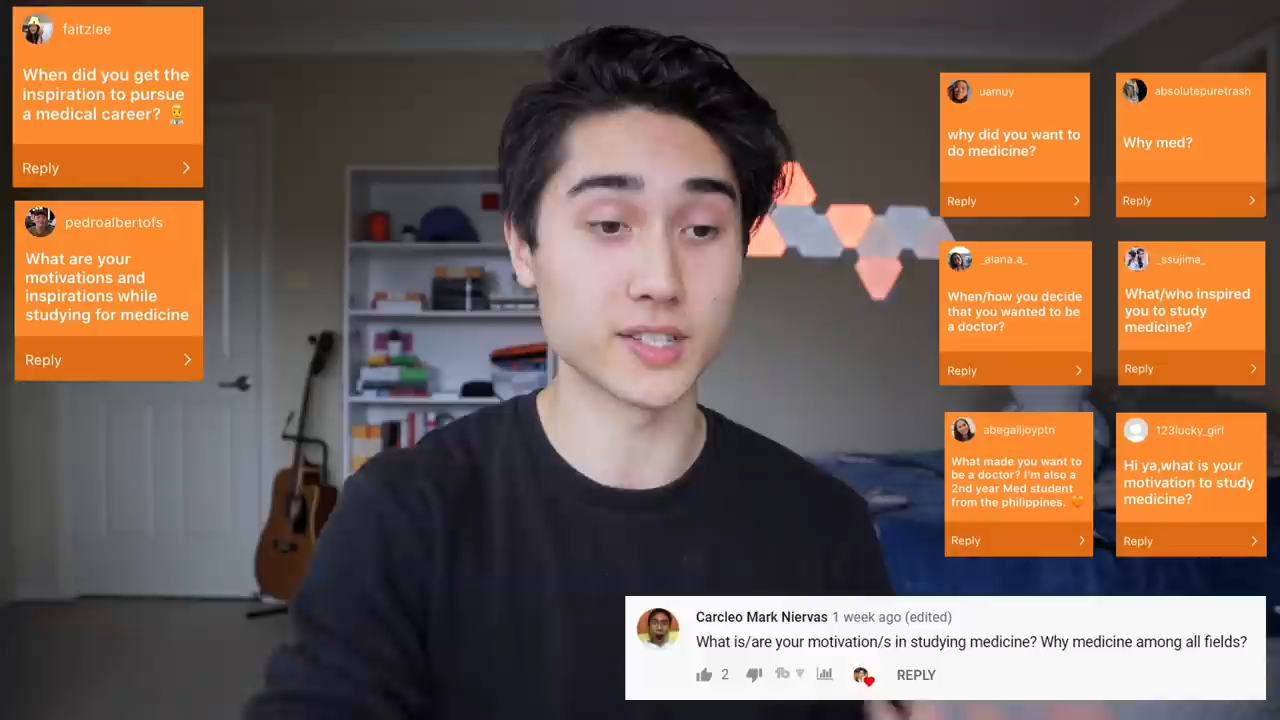 faitzlee
When did you get the
inspiration to pursue
a medical career? 👨‍⚕️
Reply
pedroalbertofs
What are your
motivations and
inspirations while
studying for medicine
Reply
uamuy
why did you want to
do medicine?
Reply
absolutepuretrash
Why med?
Reply
_alana.a_
When/how you decide
that you wanted to be
a doctor?
Reply
_ssujima_
What/who inspired
you to study
medicine?
Reply
abegailjoyptn
What made you want to
be a doctor? I'm also a
2nd year Med student
from the philippines. 🧡
Reply
123lucky_girl
Hi ya,what is your
motivation to study
medicine?
Reply
Carcleo Mark Niervas 1 week ago (edited)
What is/are your motivation/s in studying medicine? Why medicine among all fields?
2 REPLY